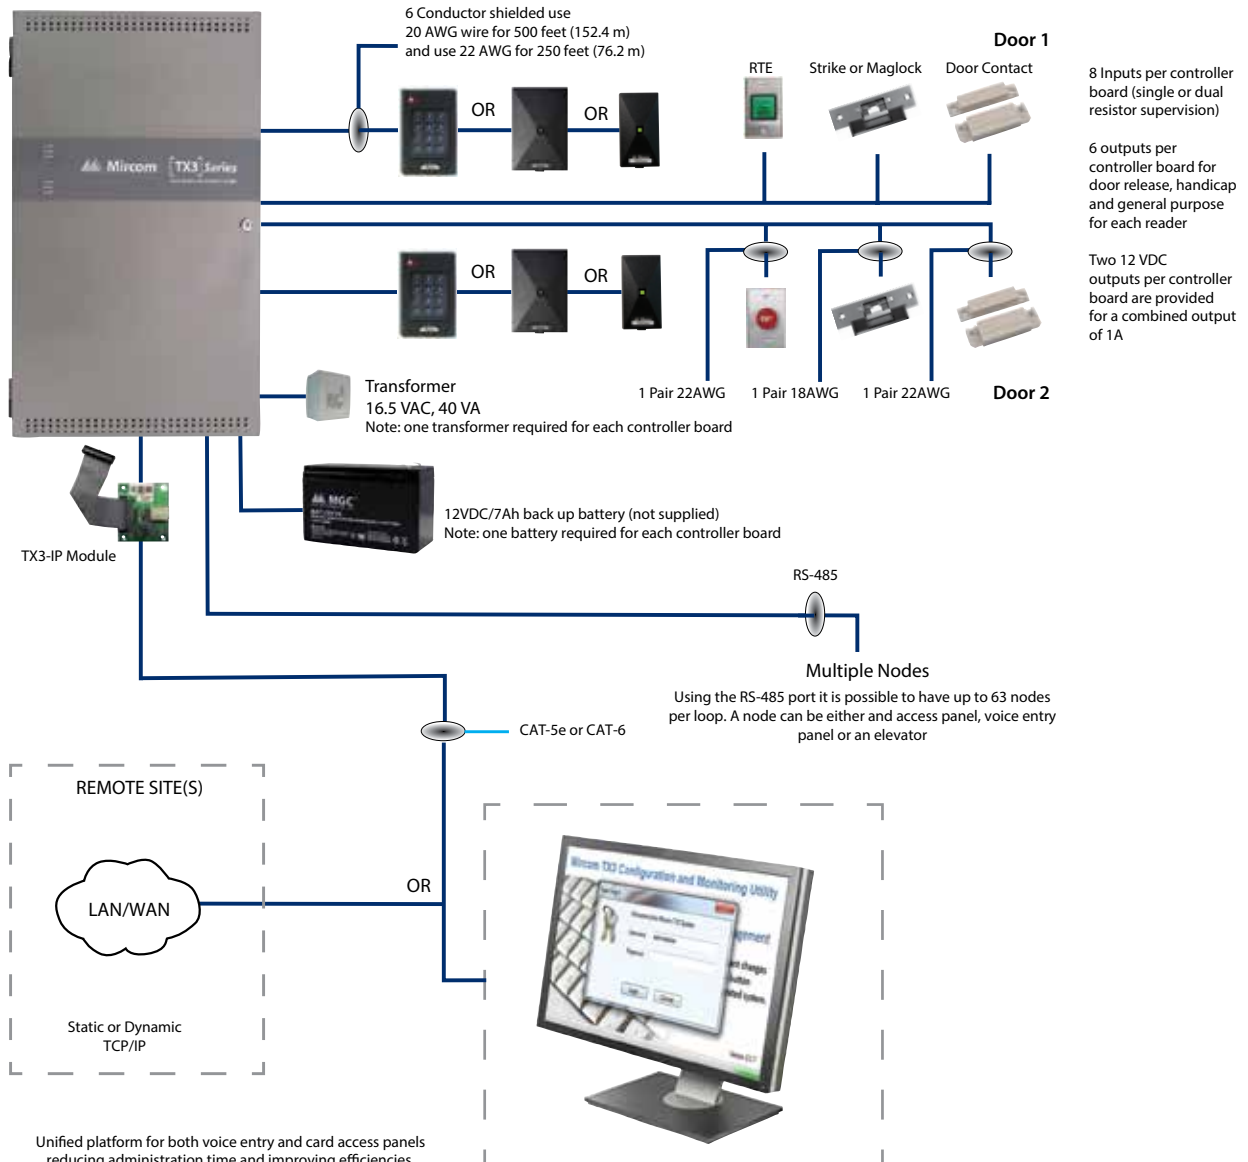 6 Conductor shielded use
20 AWG wire for 500 feet (152.4 m)
and use 22 AWG for 250 feet (76.2 m)
Door 1
RTE
Strike or Maglock
Door Contact
OR
OR
8 Inputs per controller
board (single or dual
resistor supervision)
6 outputs per
controller board for
door release, handicap
and general purpose
for each reader
Two 12 VDC
outputs per controller
board are provided
for a combined output
of 1A
Mircom TX3 Series
OR
OR
1 Pair 22AWG
1 Pair 18AWG
1 Pair 22AWG
Door 2
Transformer
16.5 VAC, 40 VA
Note: one transformer required for each controller board
MGC
12VDC/7Ah back up battery (not supplied)
Note: one battery required for each controller board
TX3-IP Module
RS-485
Multiple Nodes
Using the RS-485 port it is possible to have up to 63 nodes
per loop. A node can be either and access panel, voice entry
panel or an elevator
CAT-5e or CAT-6
REMOTE SITE(S)
LAN/WAN
OR
Static or Dynamic
TCP/IP
Mircom TX3 Configuration and Monitoring Utility
Unified platform for both voice entry and card access panels
reducing administration time and improving efficiencies